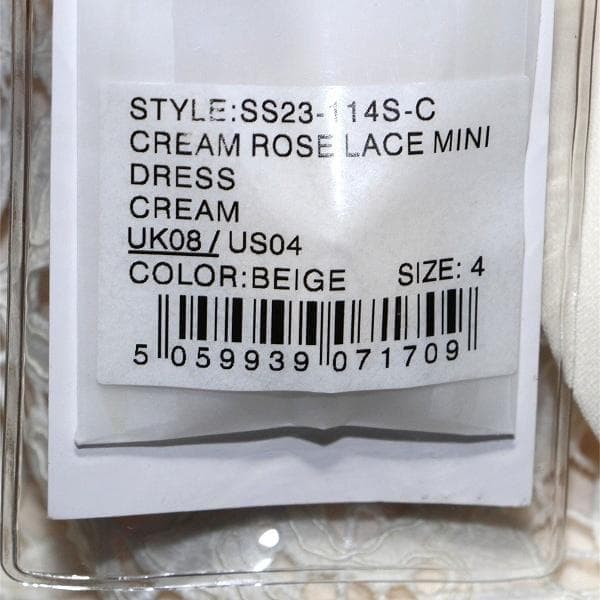 STYLE:SS23-114S-C
CREAM ROSE LACE MINI
DRESS
CREAM
UK08/ US04
COLOR:BEIGE SIZE: 4
5 059939 071709